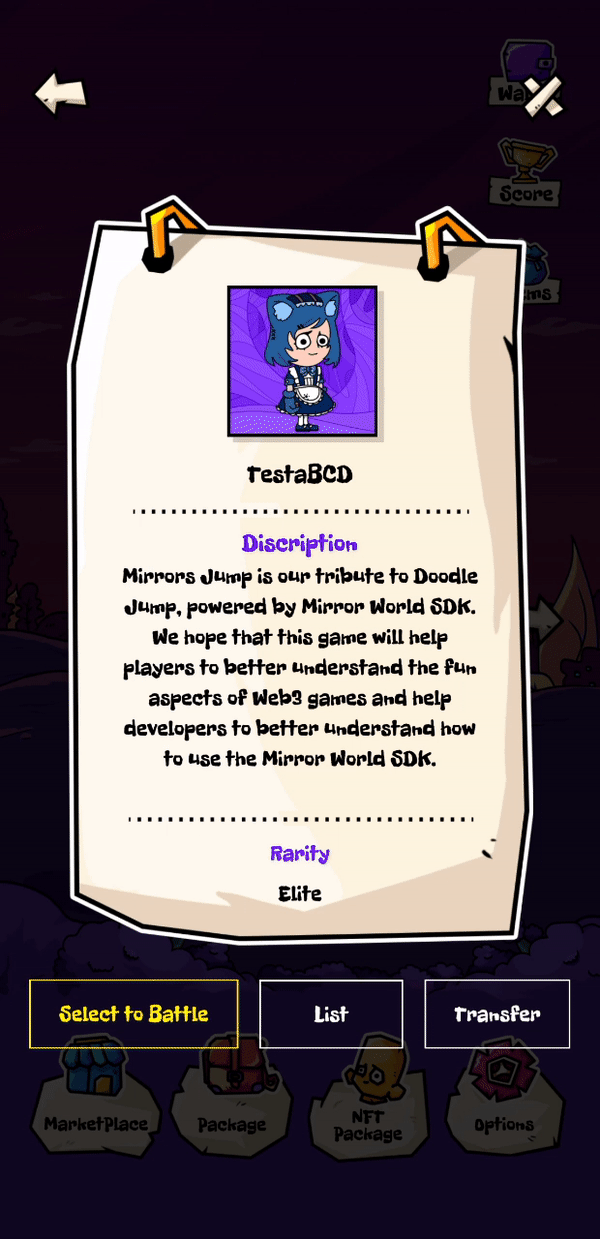 Score
TestaBCD
Discription
Mirrors Jump is our tribute to Doodle
Jump, powered by Mirror World SDK.
We hope that this game will help
players to better understand the fun
aspects of Web3 games and help
developers to better understand how
to use the Mirror World SDK.
Rarity
Elite
Select to Battle
List
Transfer
MarketPlace
Package
NFT
Package
Options